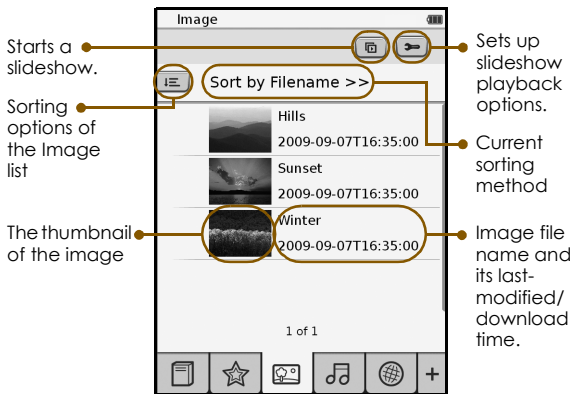 Image
Starts a
slideshow.
Sets up
slideshow
playback
options.
Sort by Filename >>
Sorting
options of
the Image
list
Current
sorting
method
Hills
2009-09-07T16:35:00
Sunset
2009-09-07T16:35:00
Winter
2009-09-07T16:35:00
The thumbnail
of the image
Image file
name and
its last-
modified/
download
time.
1 of 1